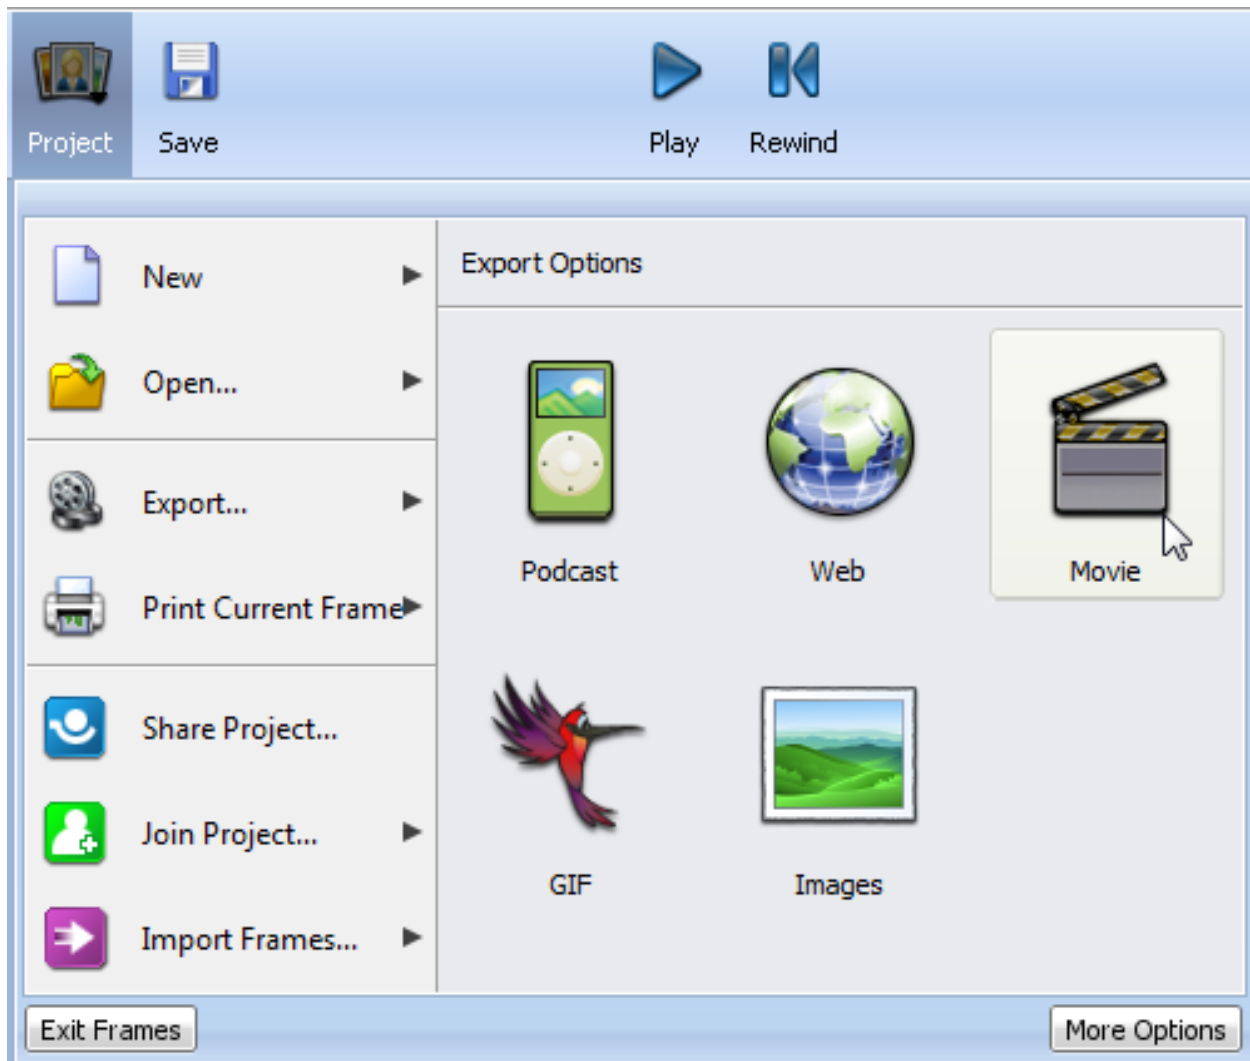 Project
Save
Play
Rewind
New
Open...
Export...
Print Current Frame
Share Project...
Join Project...
Import Frames...
Export Options
Podcast
Web
Movie
GIF
Images
Exit Frames
More Options